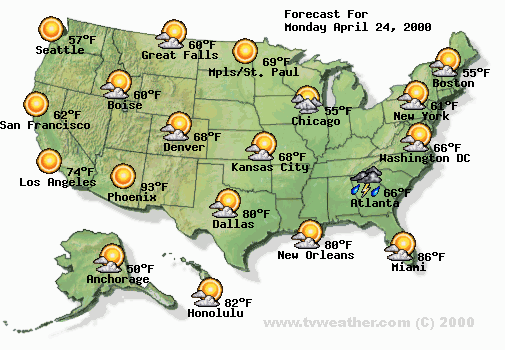 Forecast For
Monday April 24, 2000
57°F
Seattle
60°F
Great Falls
69°F
Mpls/St. Paul
55°F
Boston
60°F
Boise
61°F
New York
62°F
San Francisco
55°F
Chicago
68°F
Denver
66°F
Washington DC
68°F
Kansas City
74°F
Los Angeles
93°F
Phoenix
66°F
Atlanta
80°F
Dallas
80°F
New Orleans
86°F
Miami
50°F
Anchorage
82°F
Honolulu
www.tvweather.com (C) 2000